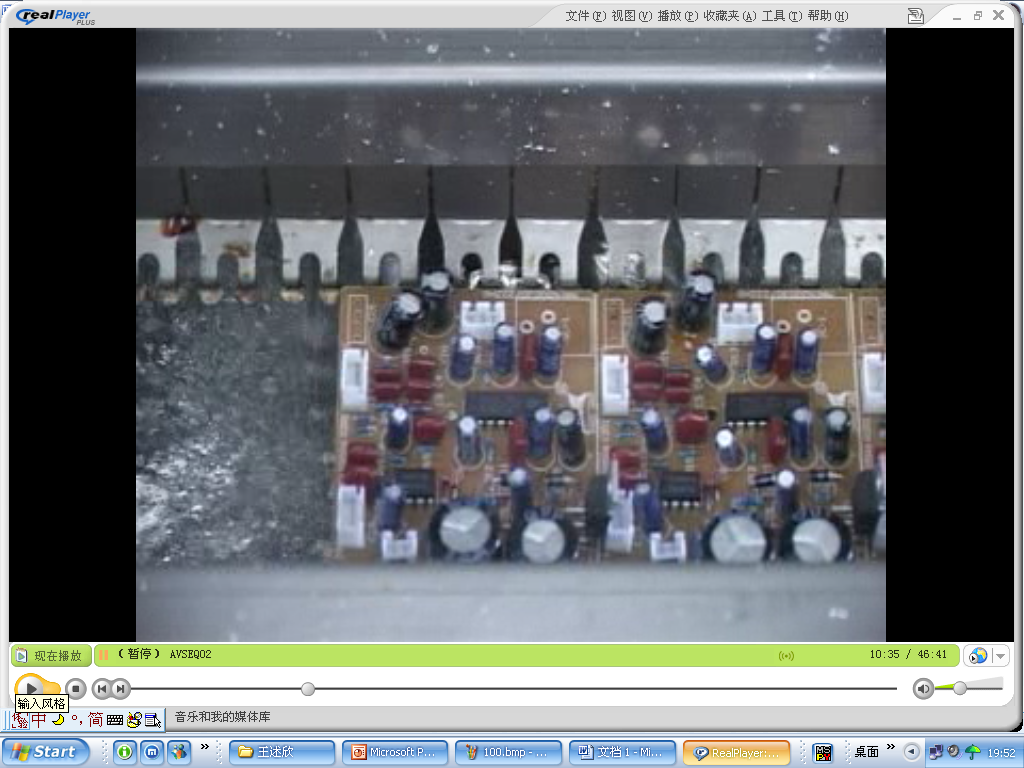 realPlayer
PLUS
文件(F) 视图(V) 播放(P) 收藏夹(A) 工具(T) 帮助(H)
现在播放
(暂停) AVSEQ02
10:35 / 46:41
输入风格
中
简
音乐和我的媒体库
Start
»
王述欣
Microsoft P...
100.bmp - ...
文档 1 - Mi...
RealPlayer:...
桌面
»
19:52